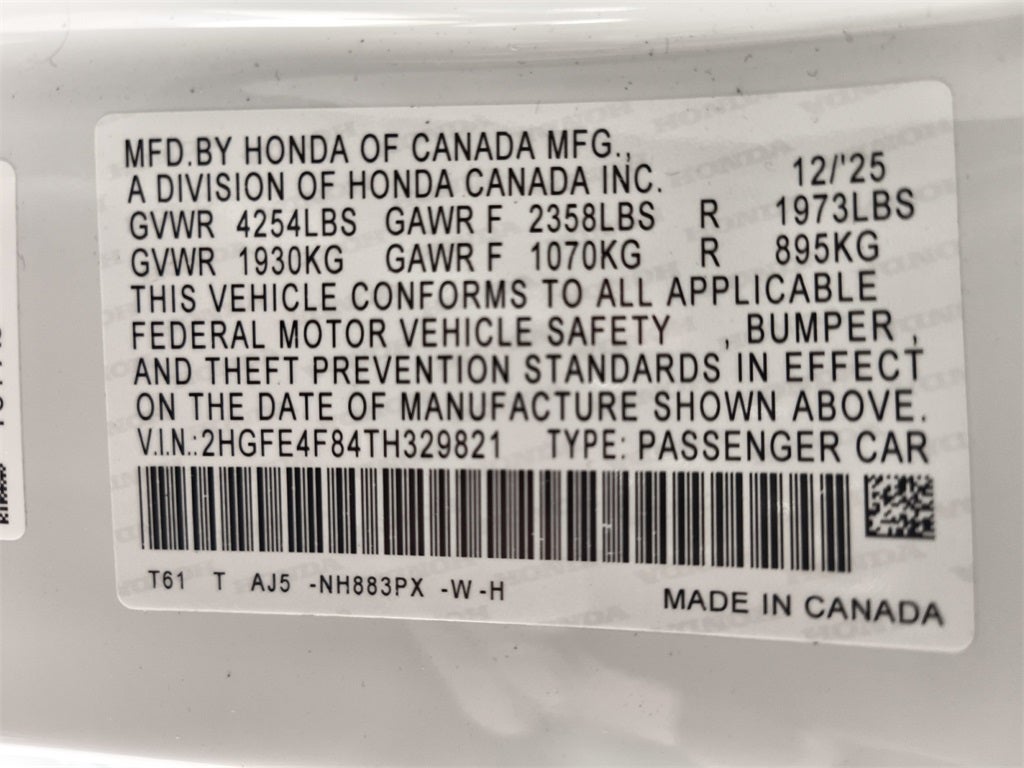 MFD.BY HONDA OF CANADA MFG.,
A DIVISION OF HONDA CANADA INC. 12/'25
GVWR 4254LBS GAWR F 2358LBS R 1973LBS
GVWR 1930KG GAWR F 1070KG R 895KG
THIS VEHICLE CONFORMS TO ALL APPLICABLE
FEDERAL MOTOR VEHICLE SAFETY , BUMPER ,
AND THEFT PREVENTION STANDARDS IN EFFECT
ON THE DATE OF MANUFACTURE SHOWN ABOVE.
V.I.N.:2HGFE4F84TH329821 TYPE: PASSENGER CAR
T61 T AJ5 -NH883PX -W-H
MADE IN CANADA